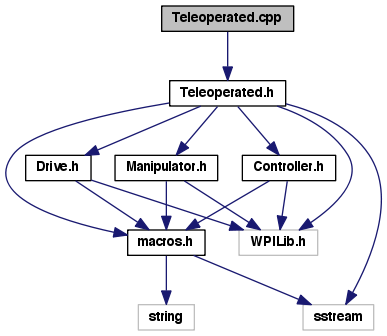 Teleoperated.cpp
Teleoperated.h
Drive.h
Manipulator.h
Controller.h
macros.h
WPILib.h
string
sstream